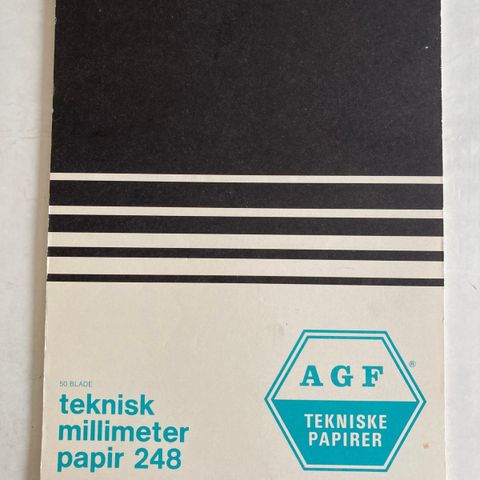 50 BLADE
teknisk
millimeter
papir 248
AGF®
TEKNISKE
PAPIRER